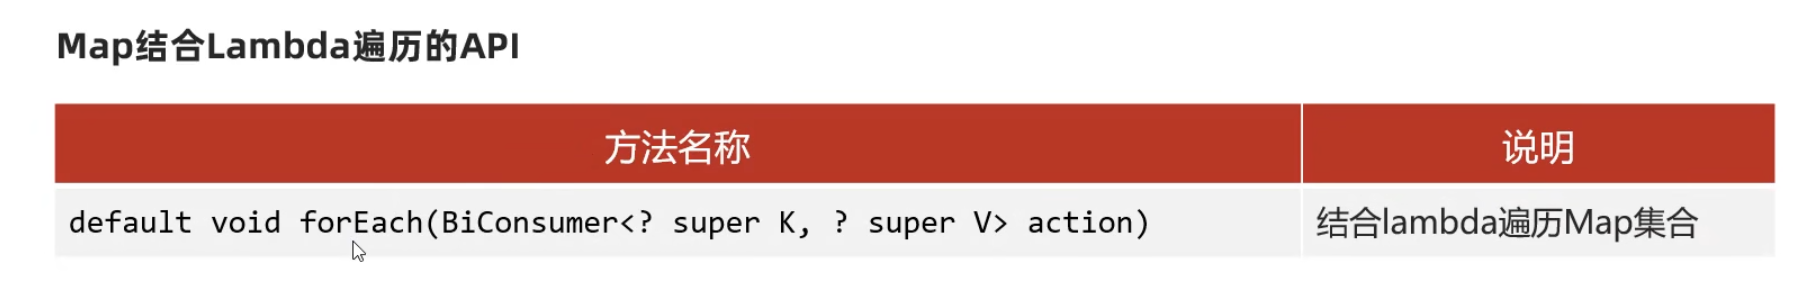 Map结合Lambda遍历的API
方法名称 说明
default void forEach(BiConsumer<? super K, ? super V> action) 结合lambda遍历Map集合